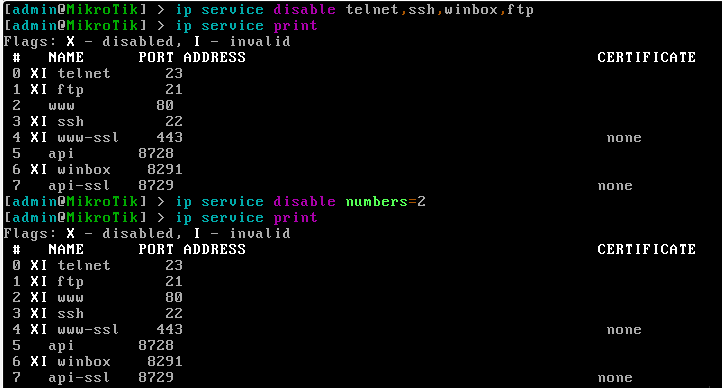 [admin@MikroTik] > ip service disable telnet,ssh,winbox,ftp
[admin@MikroTik] > ip service print
Flags: X - disabled, I - invalid
# NAME PORT ADDRESS CERTIFICATE
0 XI telnet 23
1 XI ftp 21
2 www 80
3 XI ssh 22
4 XI www-ssl 443 none
5 api 8728
6 XI winbox 8291
7 api-ssl 8729 none
[admin@MikroTik] > ip service disable numbers=2
[admin@MikroTik] > ip service print
Flags: X - disabled, I - invalid
# NAME PORT ADDRESS CERTIFICATE
0 XI telnet 23
1 XI ftp 21
2 XI www 80
3 XI ssh 22
4 XI www-ssl 443 none
5 api 8728
6 XI winbox 8291
7 api-ssl 8729 none